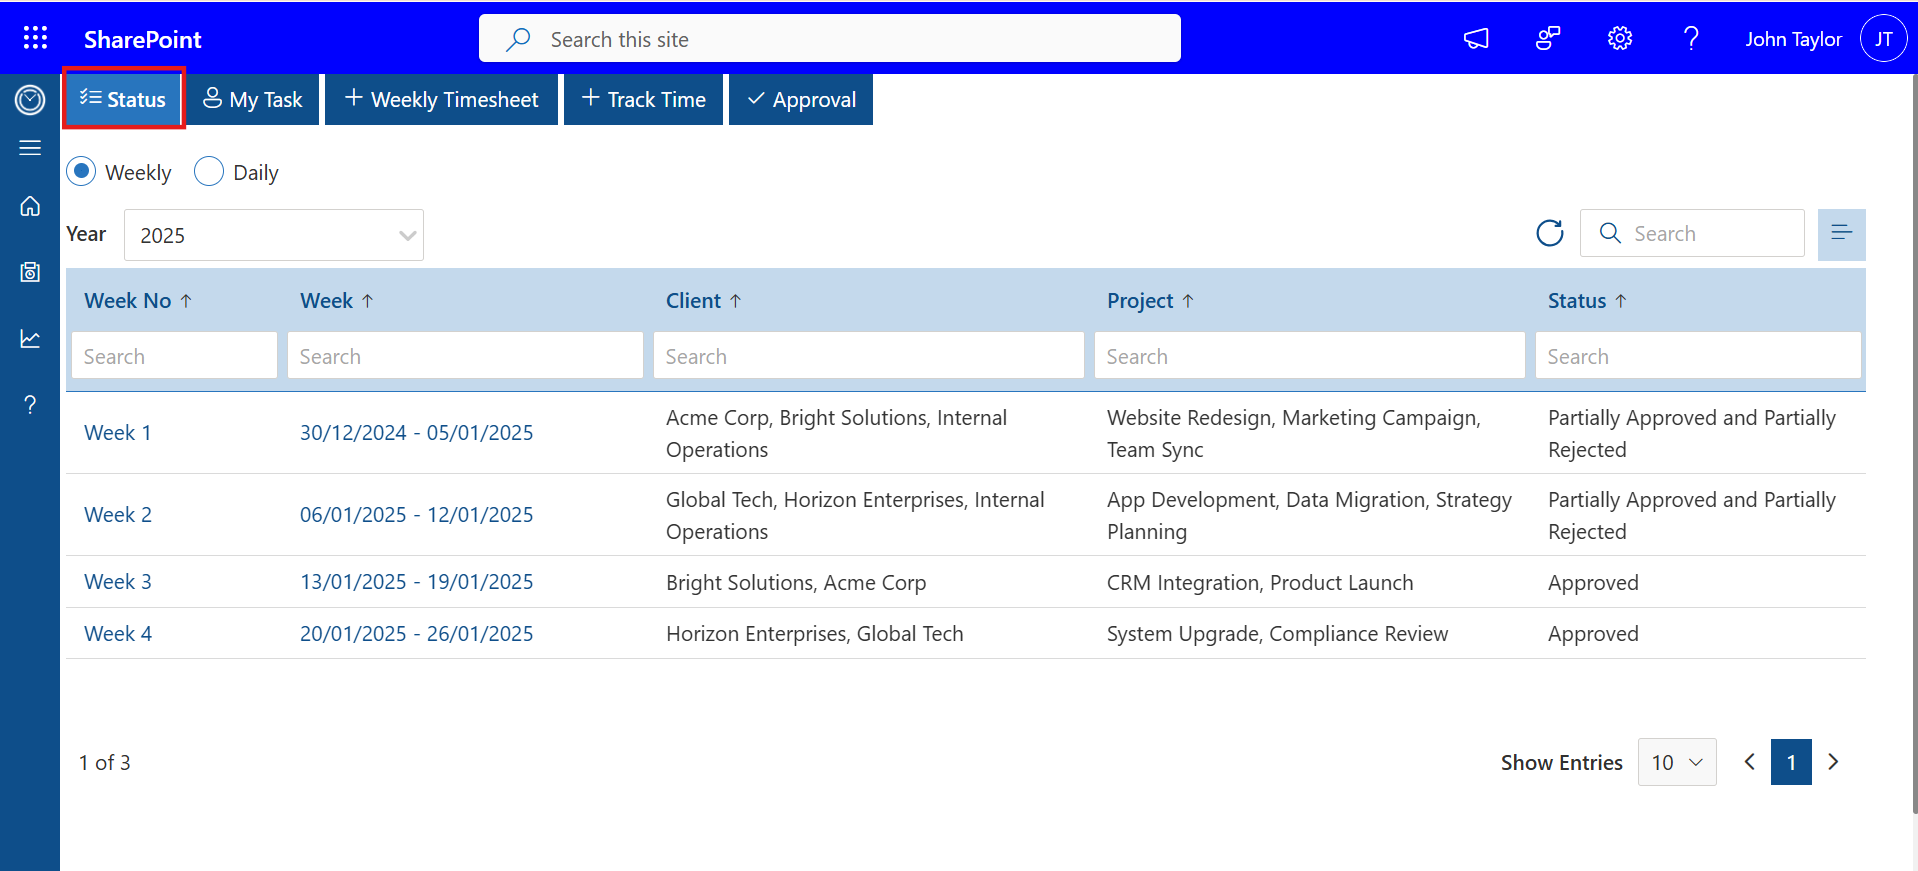 SharePoint
Search this site
John Taylor
JT
Status
My Task
Weekly Timesheet
Track Time
Approval
Weekly
Daily
Year
2025
Search
Week No
Week
Client
Project
Status
Search
Search
Search
Search
Search
Week 1
30/12/2024 - 05/01/2025
Acme Corp, Bright Solutions, Internal
Operations
Website Redesign, Marketing Campaign,
Team Sync
Partially Approved and Partially
Rejected
Week 2
06/01/2025 - 12/01/2025
Global Tech, Horizon Enterprises, Internal
Operations
App Development, Data Migration, Strategy
Planning
Partially Approved and Partially
Rejected
Week 3
13/01/2025 - 19/01/2025
Bright Solutions, Acme Corp
CRM Integration, Product Launch
Approved
Week 4
20/01/2025 - 26/01/2025
Horizon Enterprises, Global Tech
System Upgrade, Compliance Review
Approved
1 of 3
Show Entries
10
1